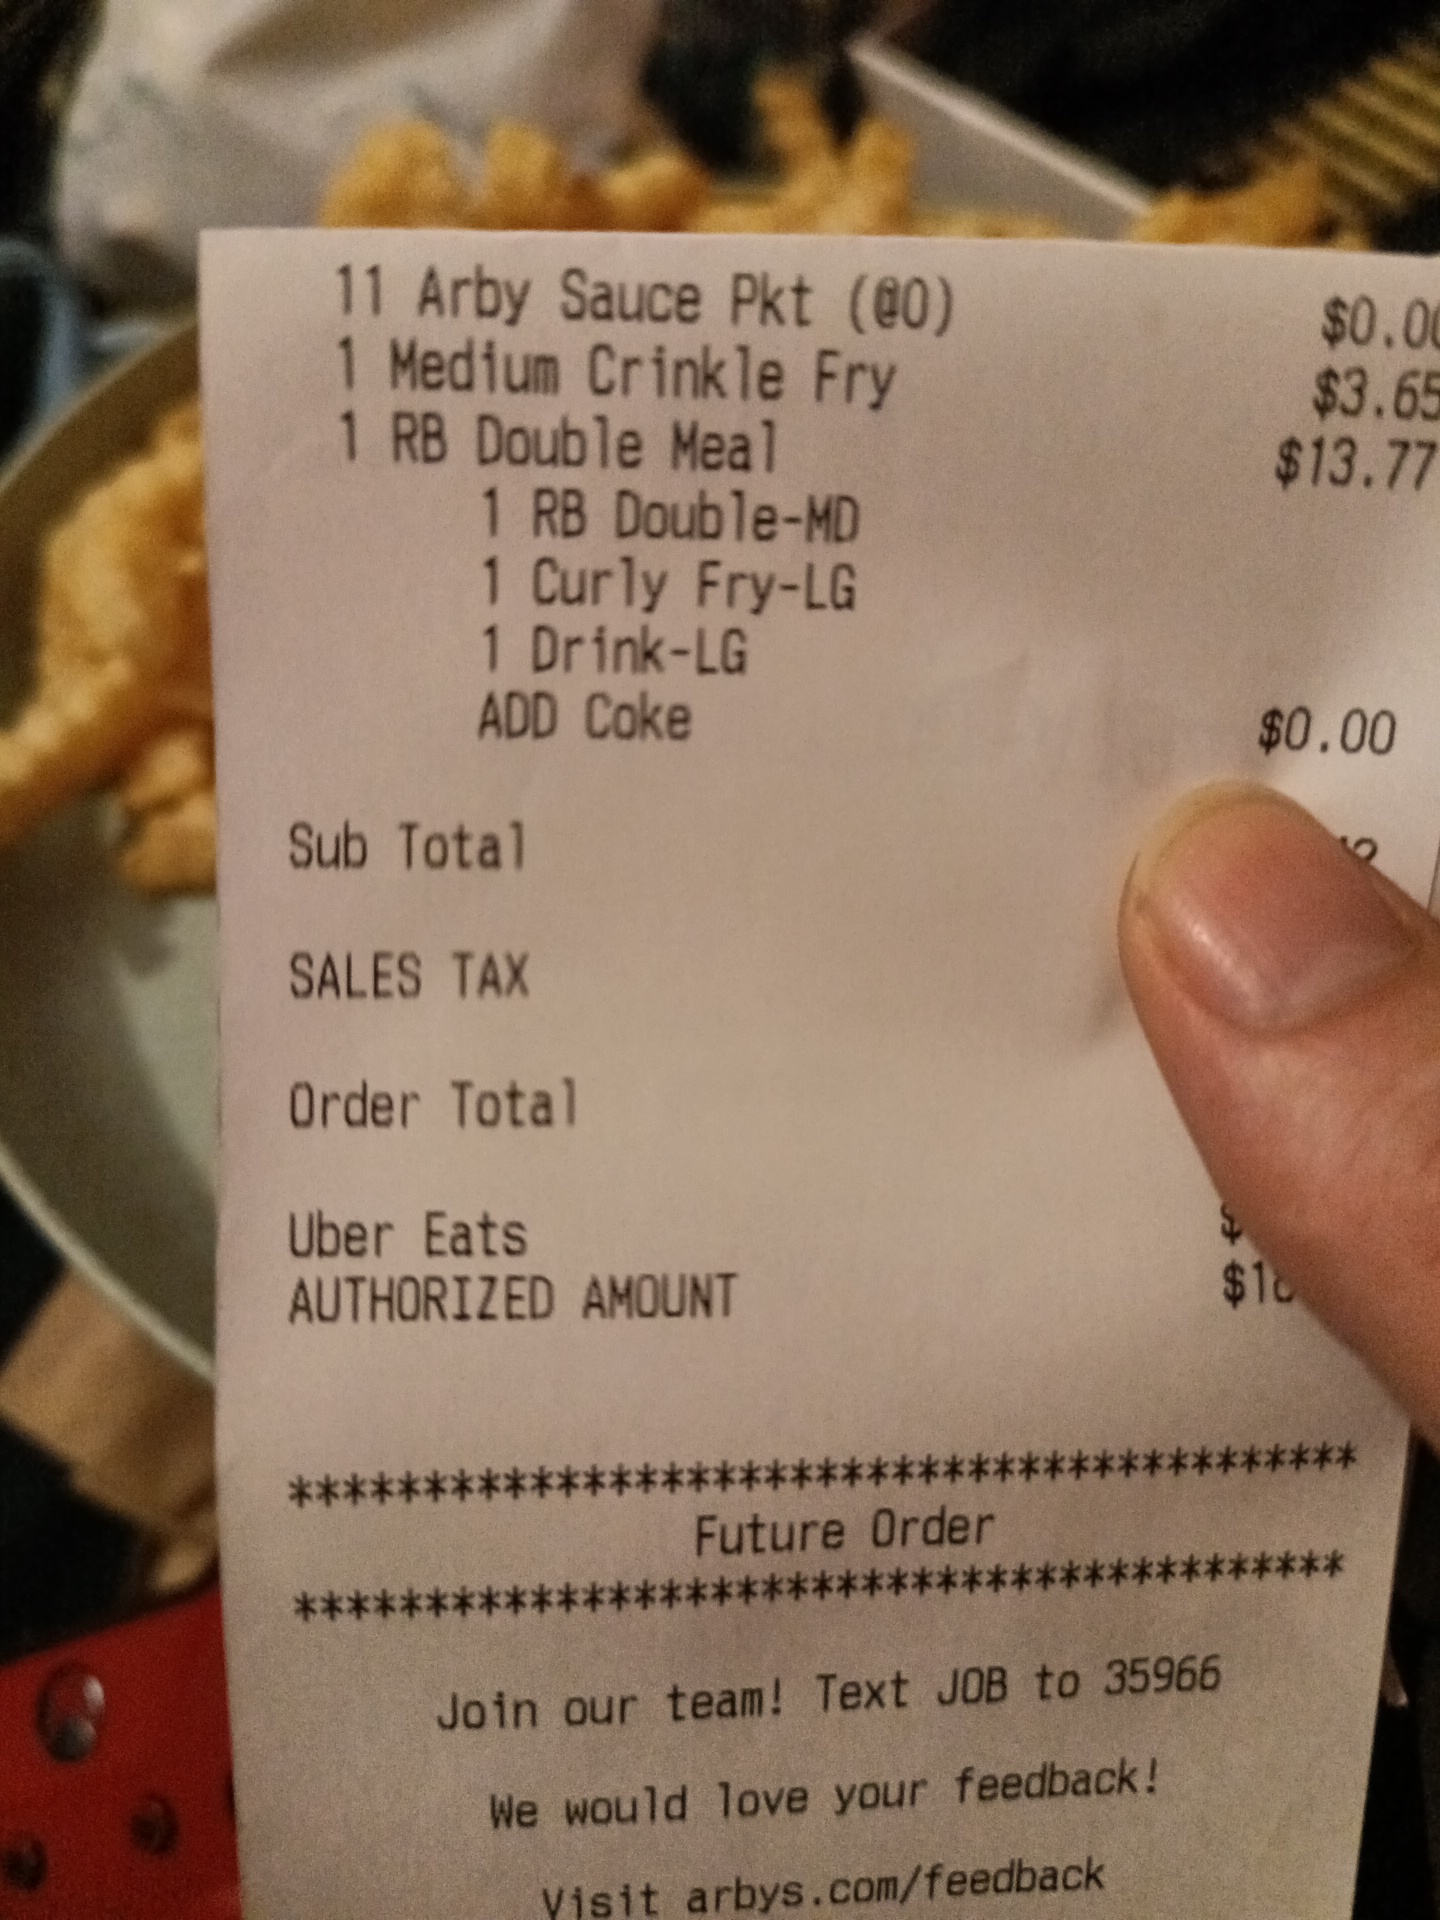 11 Arby Sauce Pkt (@0) $0.00
1 Medium Crinkle Fry $3.65
1 RB Double Meal $13.77
1 RB Double-MD
1 Curly Fry-LG
1 Drink-LG
ADD Coke $0.00
Sub Total
SALES TAX
Order Total
Uber Eats $
AUTHORIZED AMOUNT
******************************************
Future Order
******************************************
Join our team! Text JOB to 35966
We would love your feedback!
Visit arbys.com/feedback